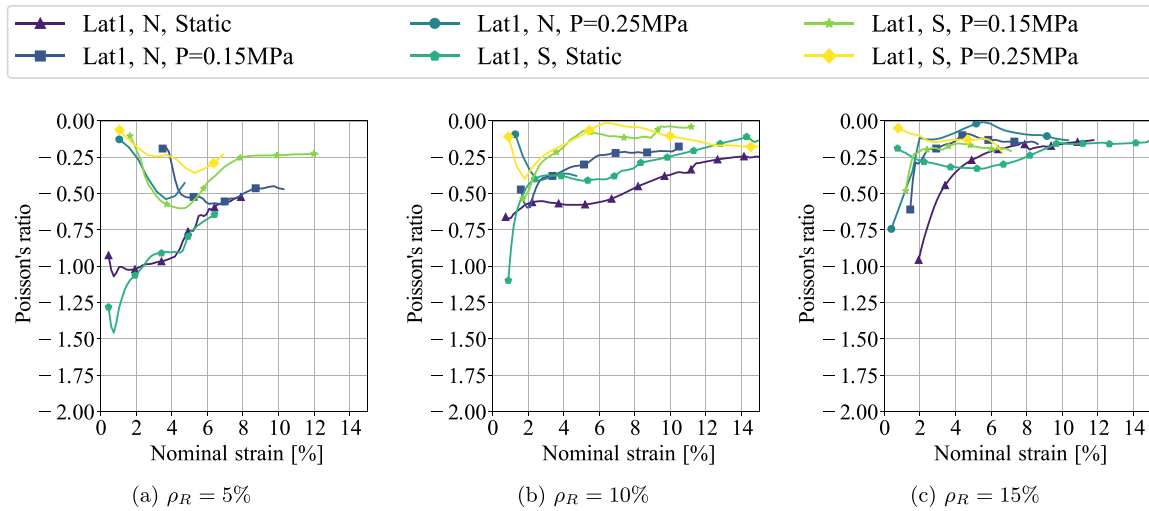 Lat1, N, Static
Lat1, N, P=0.15MPa
Lat1, N, P=0.25MPa
Lat1, S, Static
Lat1, S, P=0.15MPa
Lat1, S, P=0.25MPa
Poisson's ratio
0.00
−0.25
−0.50
−0.75
−1.00
−1.25
−1.50
−1.75
−2.00
0 2 4 6 8 10 12 14
Nominal strain [%]
(a) ρ_R = 5%
Poisson's ratio
0.00
−0.25
−0.50
−0.75
−1.00
−1.25
−1.50
−1.75
−2.00
0 2 4 6 8 10 12 14
Nominal strain [%]
(b) ρ_R = 10%
Poisson's ratio
0.00
−0.25
−0.50
−0.75
−1.00
−1.25
−1.50
−1.75
−2.00
0 2 4 6 8 10 12 14
Nominal strain [%]
(c) ρ_R = 15%